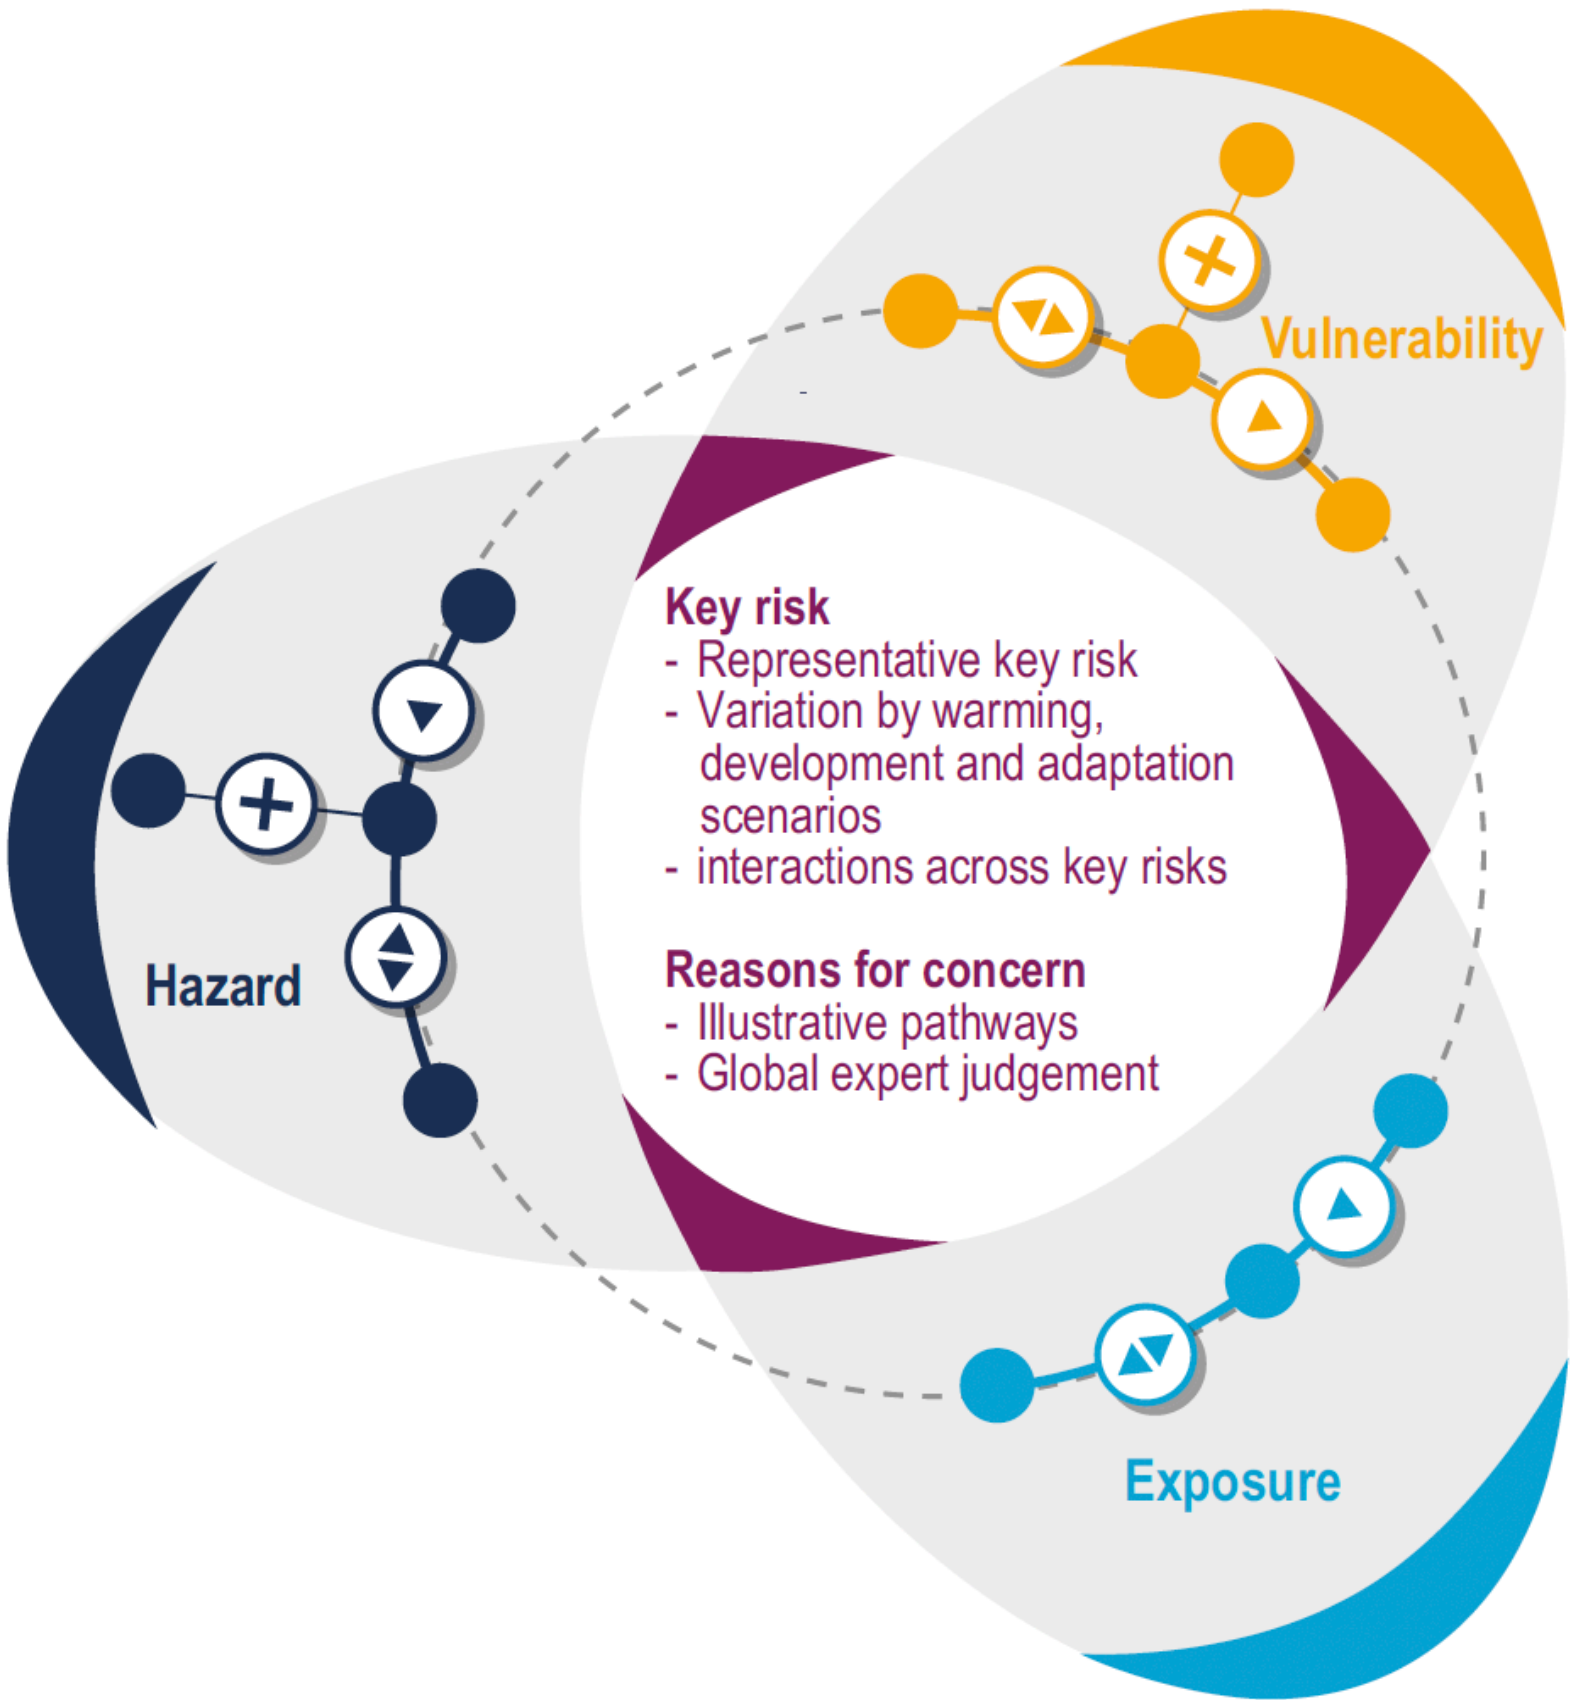 Vulnerability
Key risk
- Representative key risk
- Variation by warming,
development and adaptation
scenarios
- interactions across key risks
Hazard
Reasons for concern
- Illustrative pathways
- Global expert judgement
Exposure